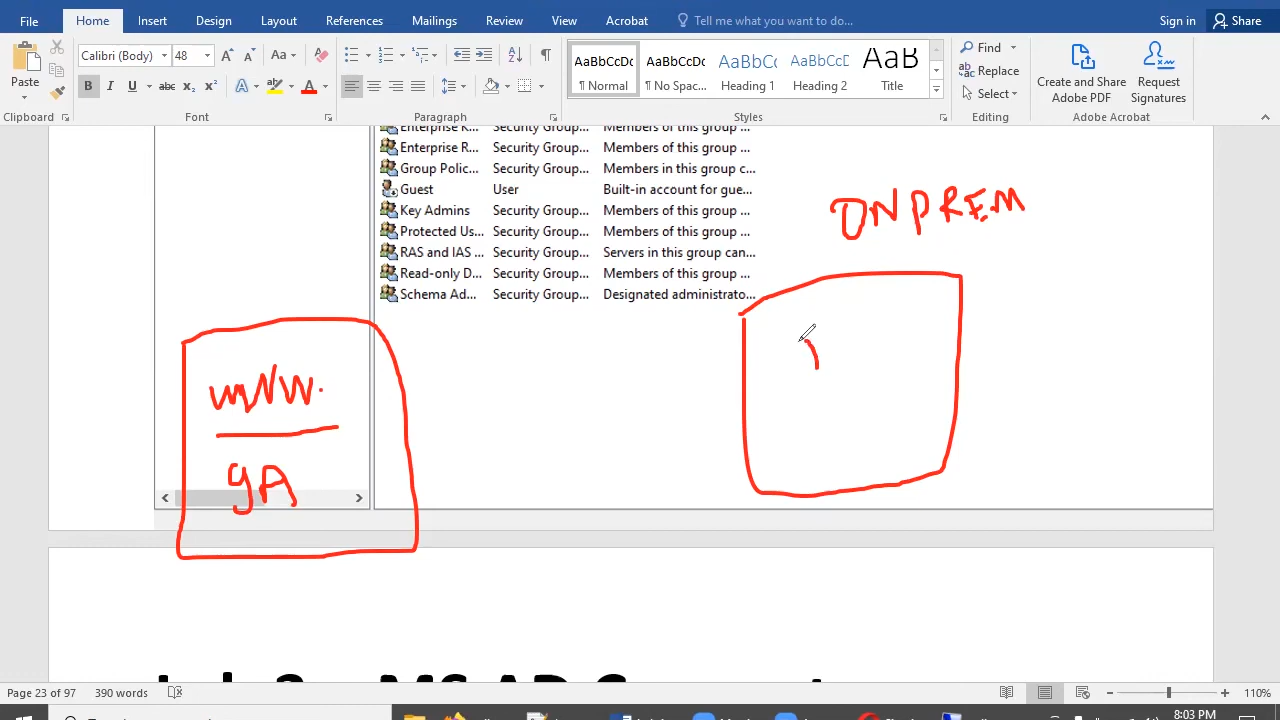 File Home Insert Design Layout References Mailings Review View Acrobat Tell me what you want to do... Sign in Share
Calibri (Body) 48 Aa
AaBbCcDc AaBbCcDc AaBbCc AaBbCcD AaB
Find
Replace
Select
Paste
B I U abc x₂ x² A A
¶ Normal ¶ No Spac... Heading 1 Heading 2 Title
Create and Share
Adobe PDF
Request
Signatures
Clipboard Font Paragraph Styles Editing Adobe Acrobat
Enterprise K... Security Group... Members of this group ...
Enterprise R... Security Group... Members of this group ...
Group Polic... Security Group... Members in this group c...
Guest User Built-in account for gue...
Key Admins Security Group... Members of this group ...
Protected Us... Security Group... Members of this group ...
RAS and IAS ... Security Group... Servers in this group can...
Read-only D... Security Group... Members of this group ...
Schema Ad... Security Group... Designated administrato...
ON PREM
www.
gA
Page 23 of 97 390 words 110%
8:03 PM